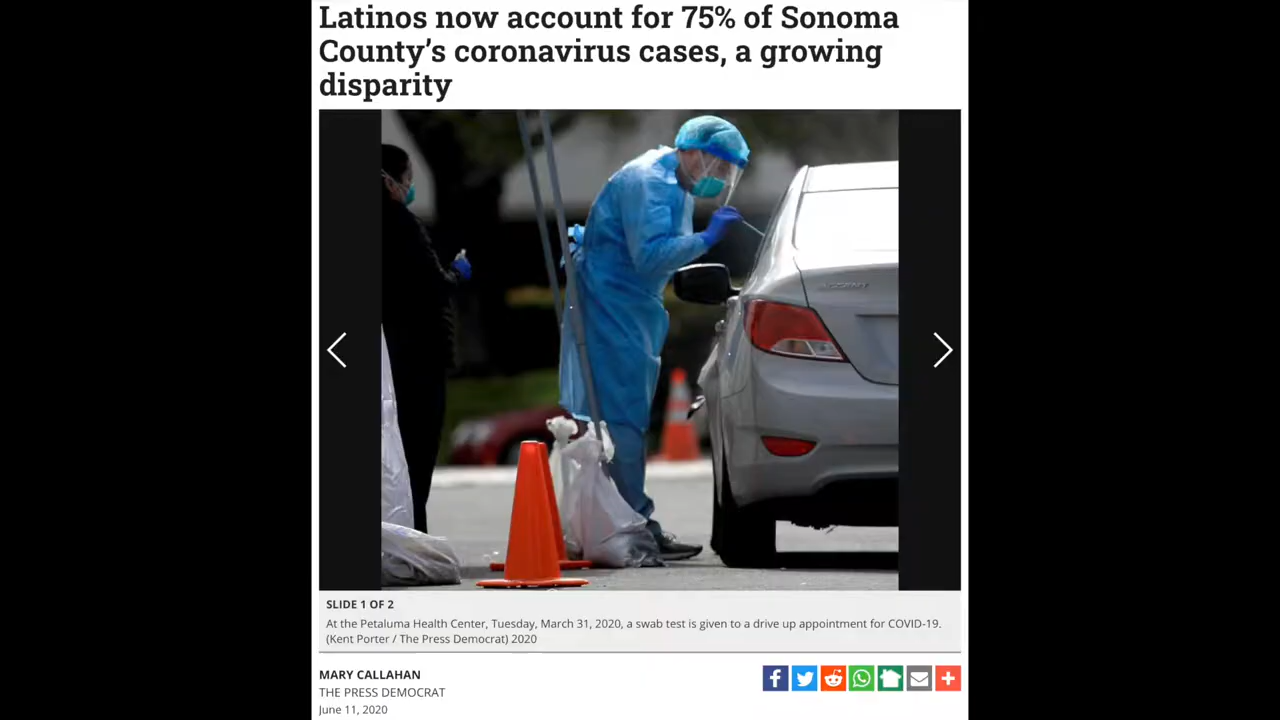 Latinos now account for 75% of Sonoma
County’s coronavirus cases, a growing
disparity
SLIDE 1 OF 2
At the Petaluma Health Center, Tuesday, March 31, 2020, a swab test is given to a drive up appointment for COVID-19.
(Kent Porter / The Press Democrat) 2020
MARY CALLAHAN
THE PRESS DEMOCRAT
June 11, 2020